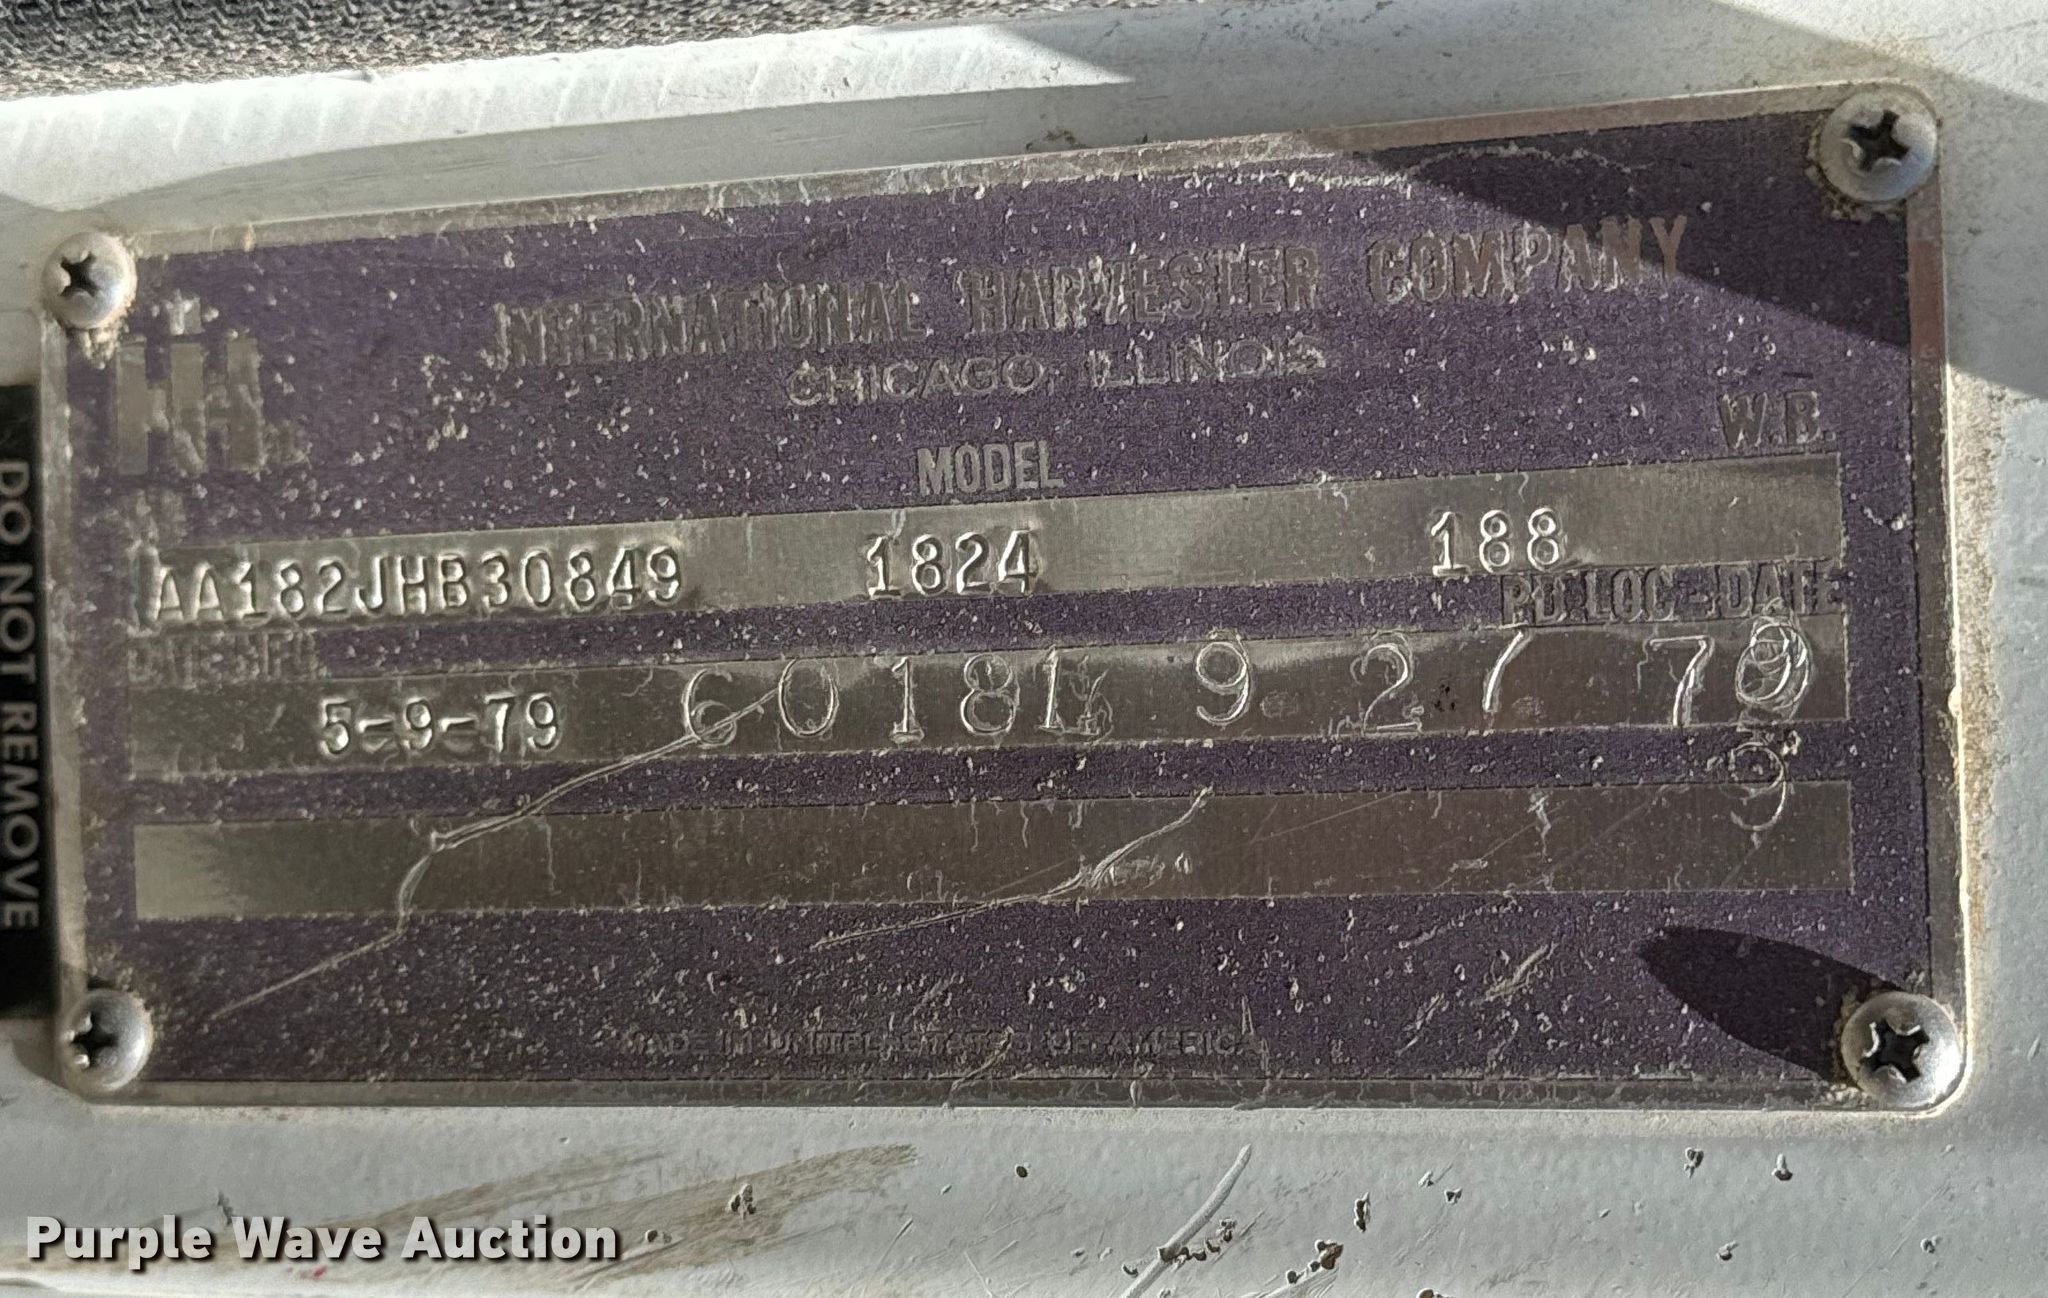 INTERNATIONAL HARVESTER COMPANY
CHICAGO, ILLINOIS
MODEL W.B.
AA182JHB30849 1824 188
PD. LOC - DATE
5-9-79 60181 9 27 79
9
MADE IN UNITED STATES OF AMERICA
DO NOT REMOVE
Purple Wave Auction